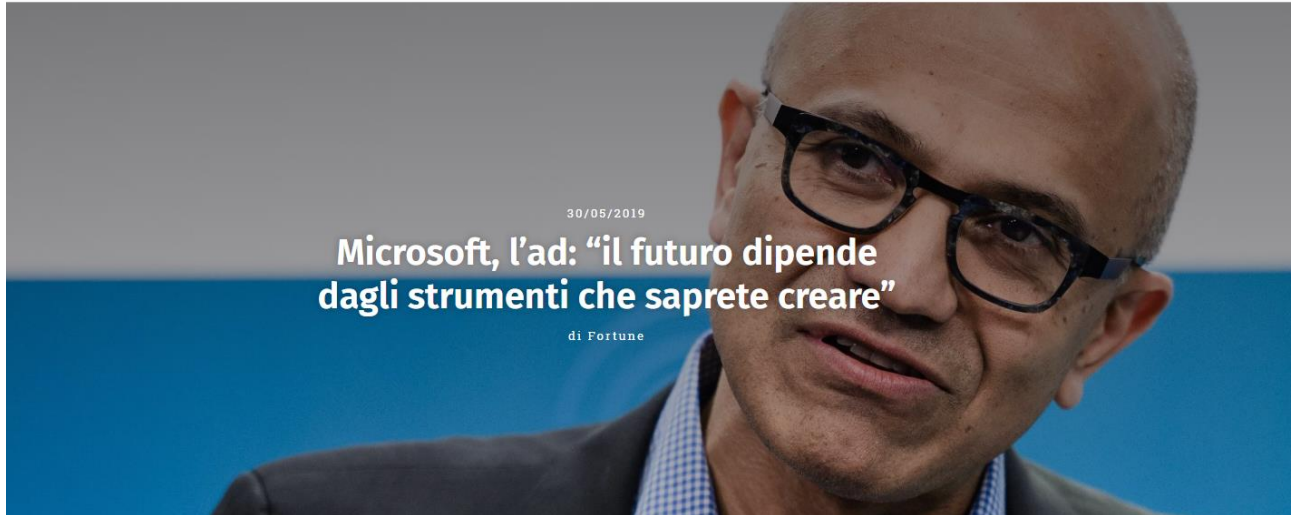 30/05/2019
Microsoft, l’ad: “il futuro dipende
dagli strumenti che saprete creare”
di Fortune